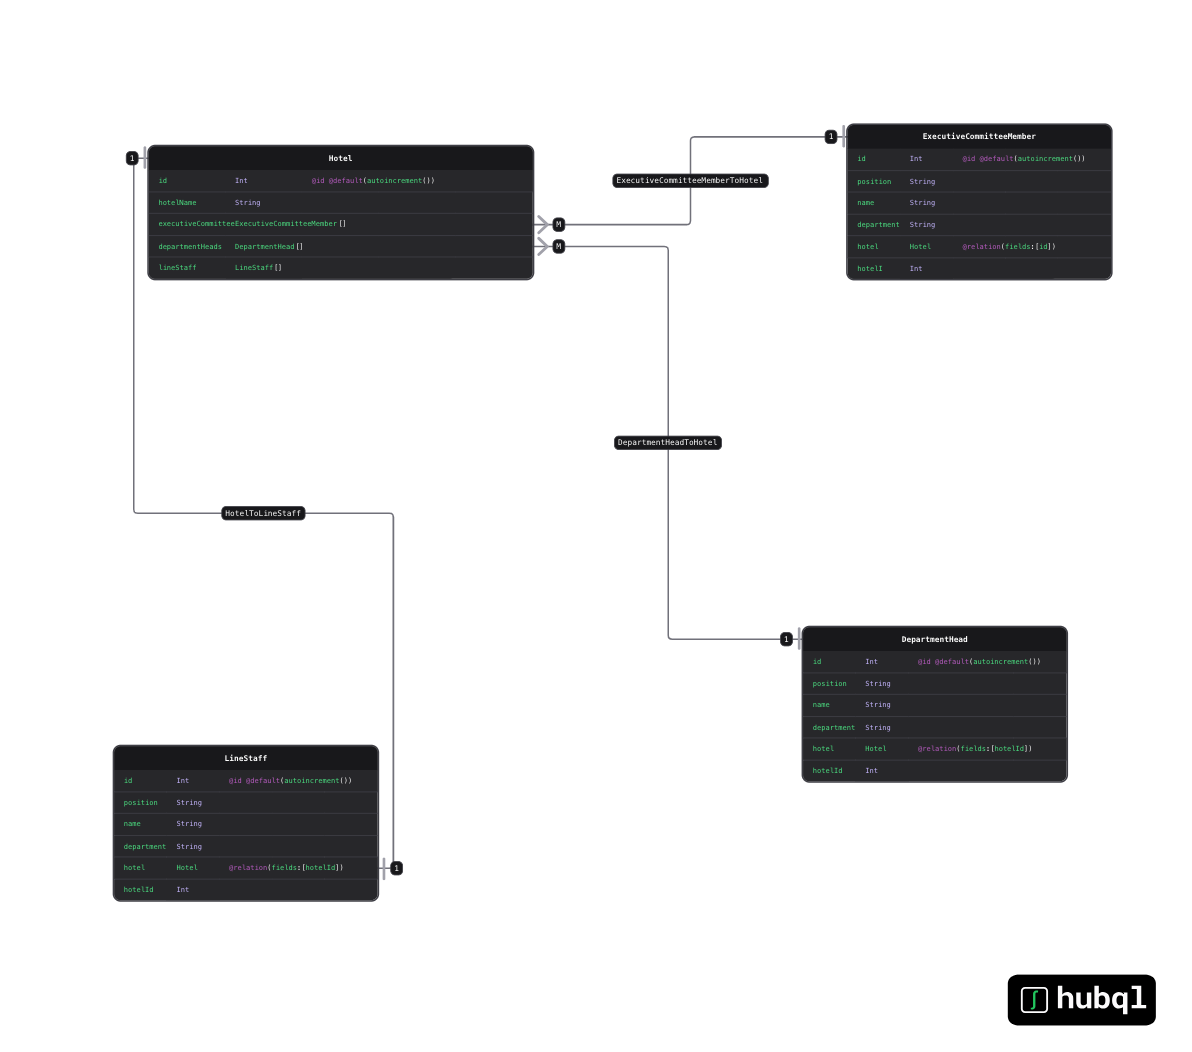 1
Hotel
id Int @id @default(autoincrement())
hotelName String
executiveCommitteeExecutiveCommitteeMember[]
M
departmentHeads DepartmentHead[]
M
lineStaff LineStaff[]
ExecutiveCommitteeMemberToHotel
1
ExecutiveCommitteeMember
id Int @id @default(autoincrement())
position String
name String
department String
hotel Hotel @relation(fields:[id])
hotelI Int
DepartmentHeadToHotel
HotelToLineStaff
1
DepartmentHead
id Int @id @default(autoincrement())
position String
name String
department String
hotel Hotel @relation(fields:[hotelId])
hotelId Int
LineStaff
id Int @id @default(autoincrement())
position String
name String
department String
hotel Hotel @relation(fields:[hotelId])
1
hotelId Int
hubql